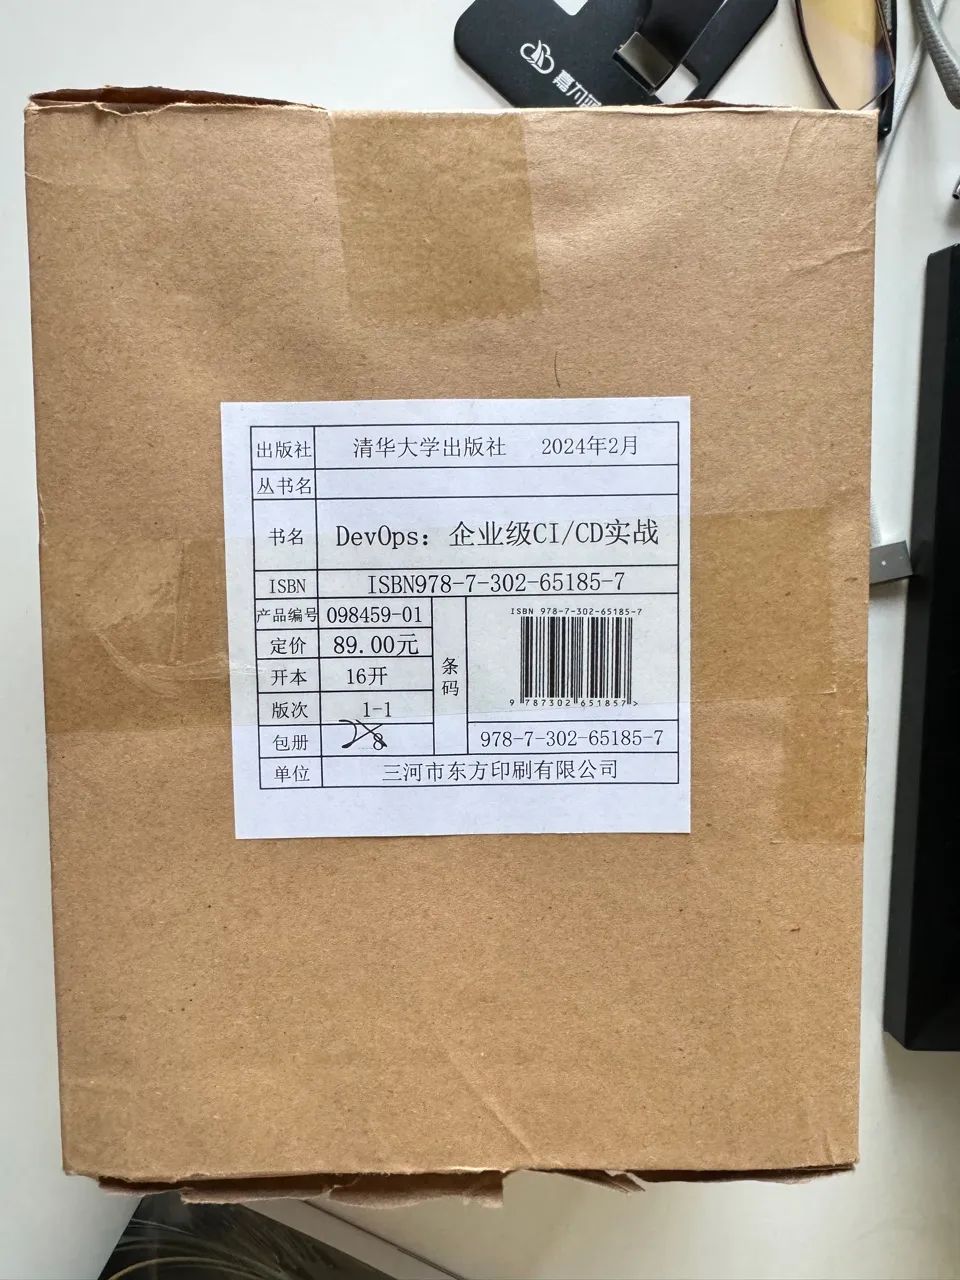 嘉为
出版社 清华大学出版社 2024年2月
丛书名
书名 DevOps：企业级CI/CD实战
ISBN ISBN978-7-302-65185-7
产品编号 098459-01
定价 89.00元
开本 16开
版次 1-1
包册 8
条码
ISBN 978-7-302-65185-7
9 787302 651857 >
978-7-302-65185-7
单位 三河市东方印刷有限公司